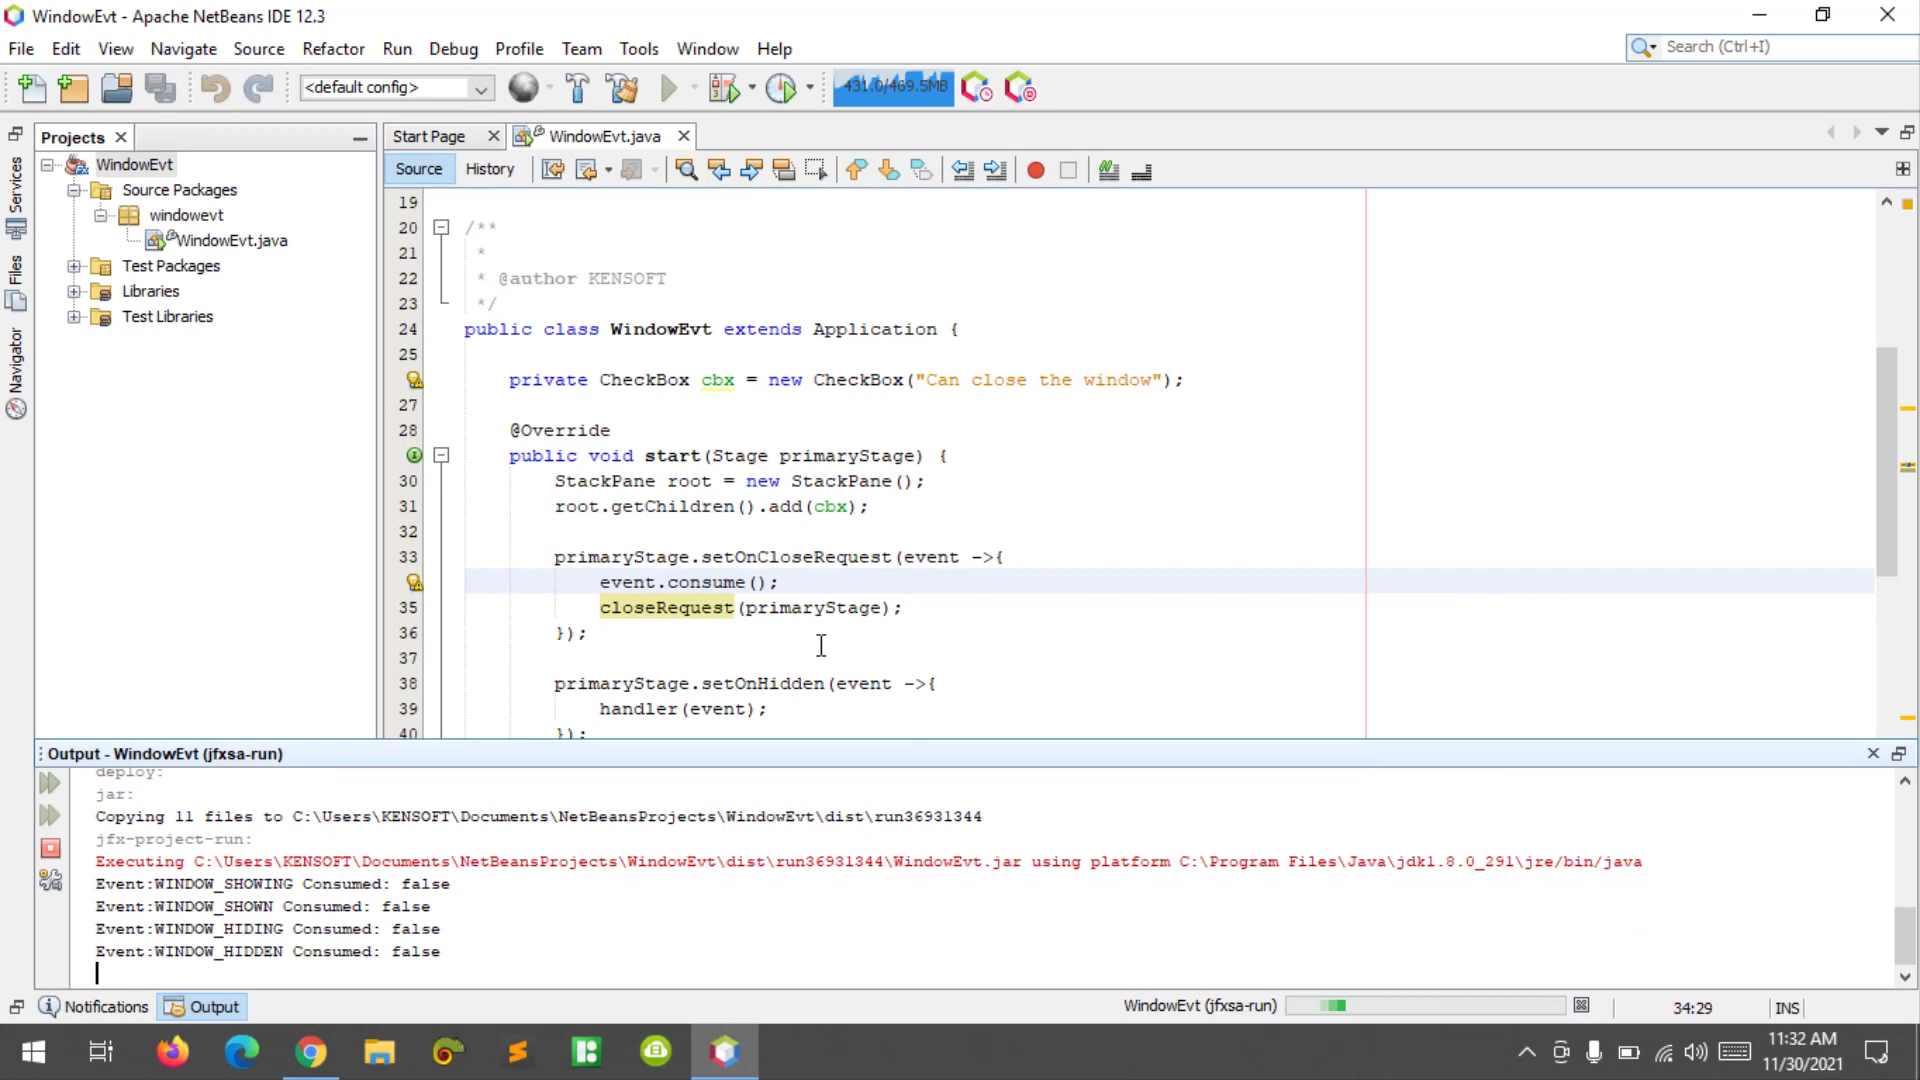 WindowEvt - Apache NetBeans IDE 12.3
File Edit View Navigate Source Refactor Run Debug Profile Team Tools Window Help
Search (Ctrl+I)
<default config>
431.0/469.5MB
Projects
Start Page
WindowEvt.java
Source
History
Services
Files
Navigator
WindowEvt
Source Packages
windowevt
WindowEvt.java
Test Packages
Libraries
Test Libraries
19
20 /**
21 *
22 * @author KENSOFT
23 */
24 public class WindowEvt extends Application {
25
private CheckBox cbx = new CheckBox("Can close the window");
27
28 @Override
public void start(Stage primaryStage) {
30 StackPane root = new StackPane();
31 root.getChildren().add(cbx);
32
33 primaryStage.setOnCloseRequest(event ->{
event.consume();
35 closeRequest(primaryStage);
36 });
37
38 primaryStage.setOnHidden(event ->{
39 handler(event);
40 });
Output - WindowEvt (jfxsa-run)
deploy:
jar:
Copying 11 files to C:\Users\KENSOFT\Documents\NetBeansProjects\WindowEvt\dist\run36931344
jfx-project-run:
Executing C:\Users\KENSOFT\Documents\NetBeansProjects\WindowEvt\dist\run36931344\WindowEvt.jar using platform C:\Program Files\Java\jdk1.8.0_291\jre/bin/java
Event:WINDOW_SHOWING Consumed: false
Event:WINDOW_SHOWN Consumed: false
Event:WINDOW_HIDING Consumed: false
Event:WINDOW_HIDDEN Consumed: false
Notifications
Output
WindowEvt (jfxsa-run)
34:29
INS
11:32 AM
11/30/2021